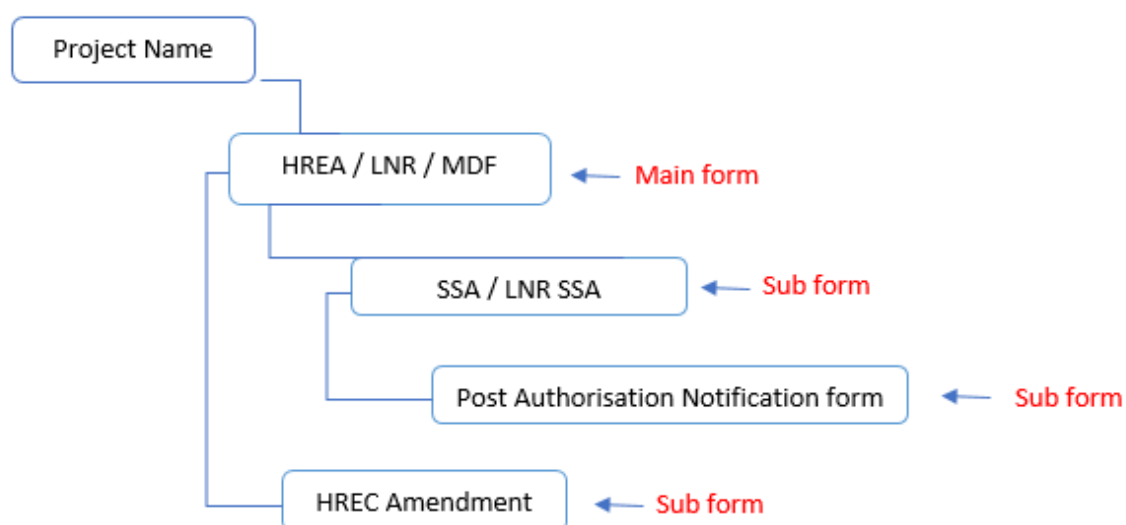 Project Name
HREA / LNR / MDF
Main form
SSA / LNR SSA
Sub form
Post Authorisation Notification form
Sub form
HREC Amendment
Sub form